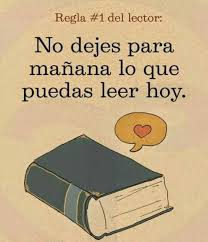 Regla #1 del lector:
No dejes para
mañana lo que
puedas leer hoy.